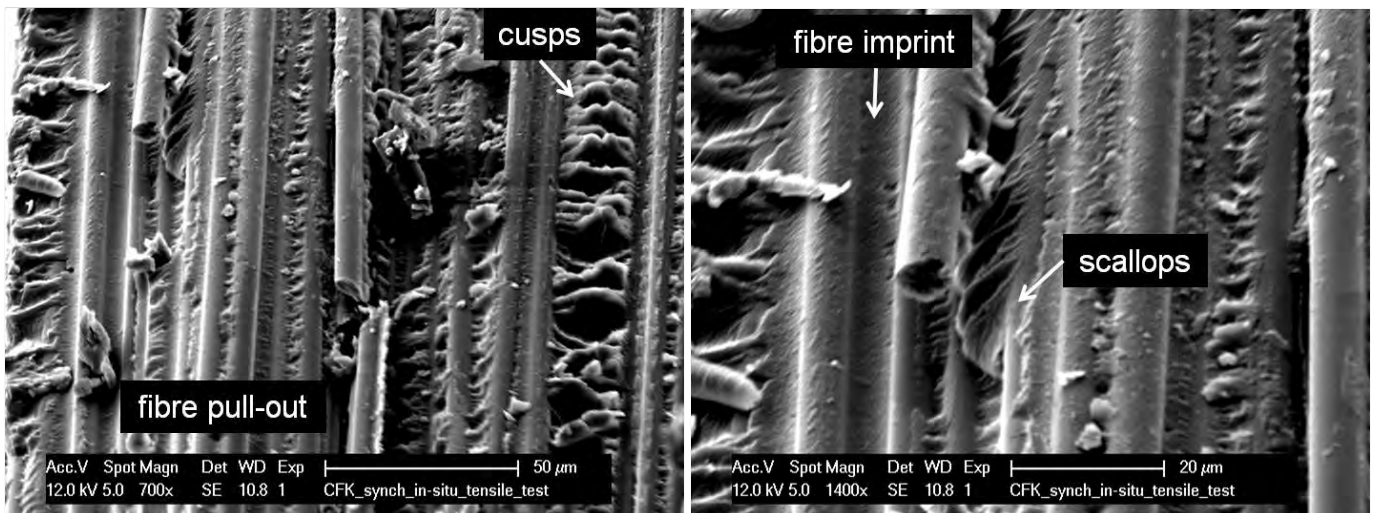 cusps
fibre pull-out
Acc.V Spot Magn Det WD Exp 50 μm
12.0 kV 5.0 700x SE 10.8 1 CFK_synch_in-situ_tensile_test
fibre imprint
scallops
Acc.V Spot Magn Det WD Exp 20 μm
12.0 kV 5.0 1400x SE 10.8 1 CFK_synch_in-situ_tensile_test